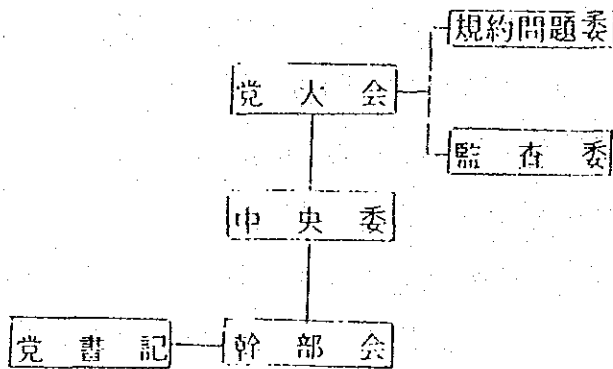 規約問題委
党大会
監査委
中央委
党書記
幹部会